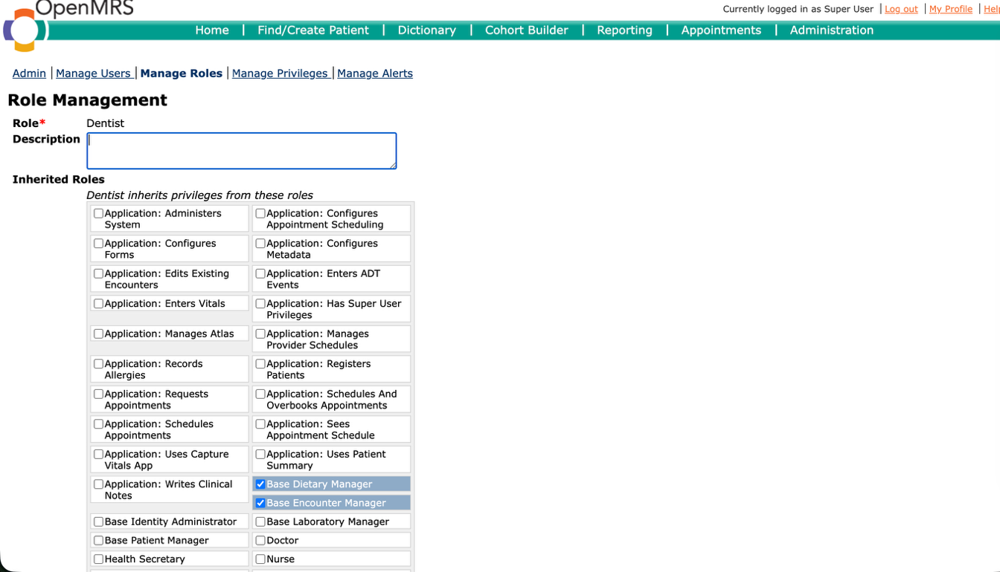 OpenMRS
Currently logged in as Super User | Log out | My Profile | Help
Home | Find/Create Patient | Dictionary | Cohort Builder | Reporting | Appointments | Administration
Admin | Manage Users | Manage Roles | Manage Privileges | Manage Alerts
Role Management
Role* Dentist
Description
Inherited Roles
Dentist inherits privileges from these roles
Application: Administers System
Application: Configures Appointment Scheduling
Application: Configures Forms
Application: Configures Metadata
Application: Edits Existing Encounters
Application: Enters ADT Events
Application: Enters Vitals
Application: Has Super User Privileges
Application: Manages Atlas
Application: Manages Provider Schedules
Application: Records Allergies
Application: Registers Patients
Application: Requests Appointments
Application: Schedules And Overbooks Appointments
Application: Schedules Appointments
Application: Sees Appointment Schedule
Application: Uses Capture Vitals App
Application: Uses Patient Summary
Application: Writes Clinical Notes
Base Dietary Manager
Base Encounter Manager
Base Identity Administrator
Base Laboratory Manager
Base Patient Manager
Doctor
Health Secretary
Nurse